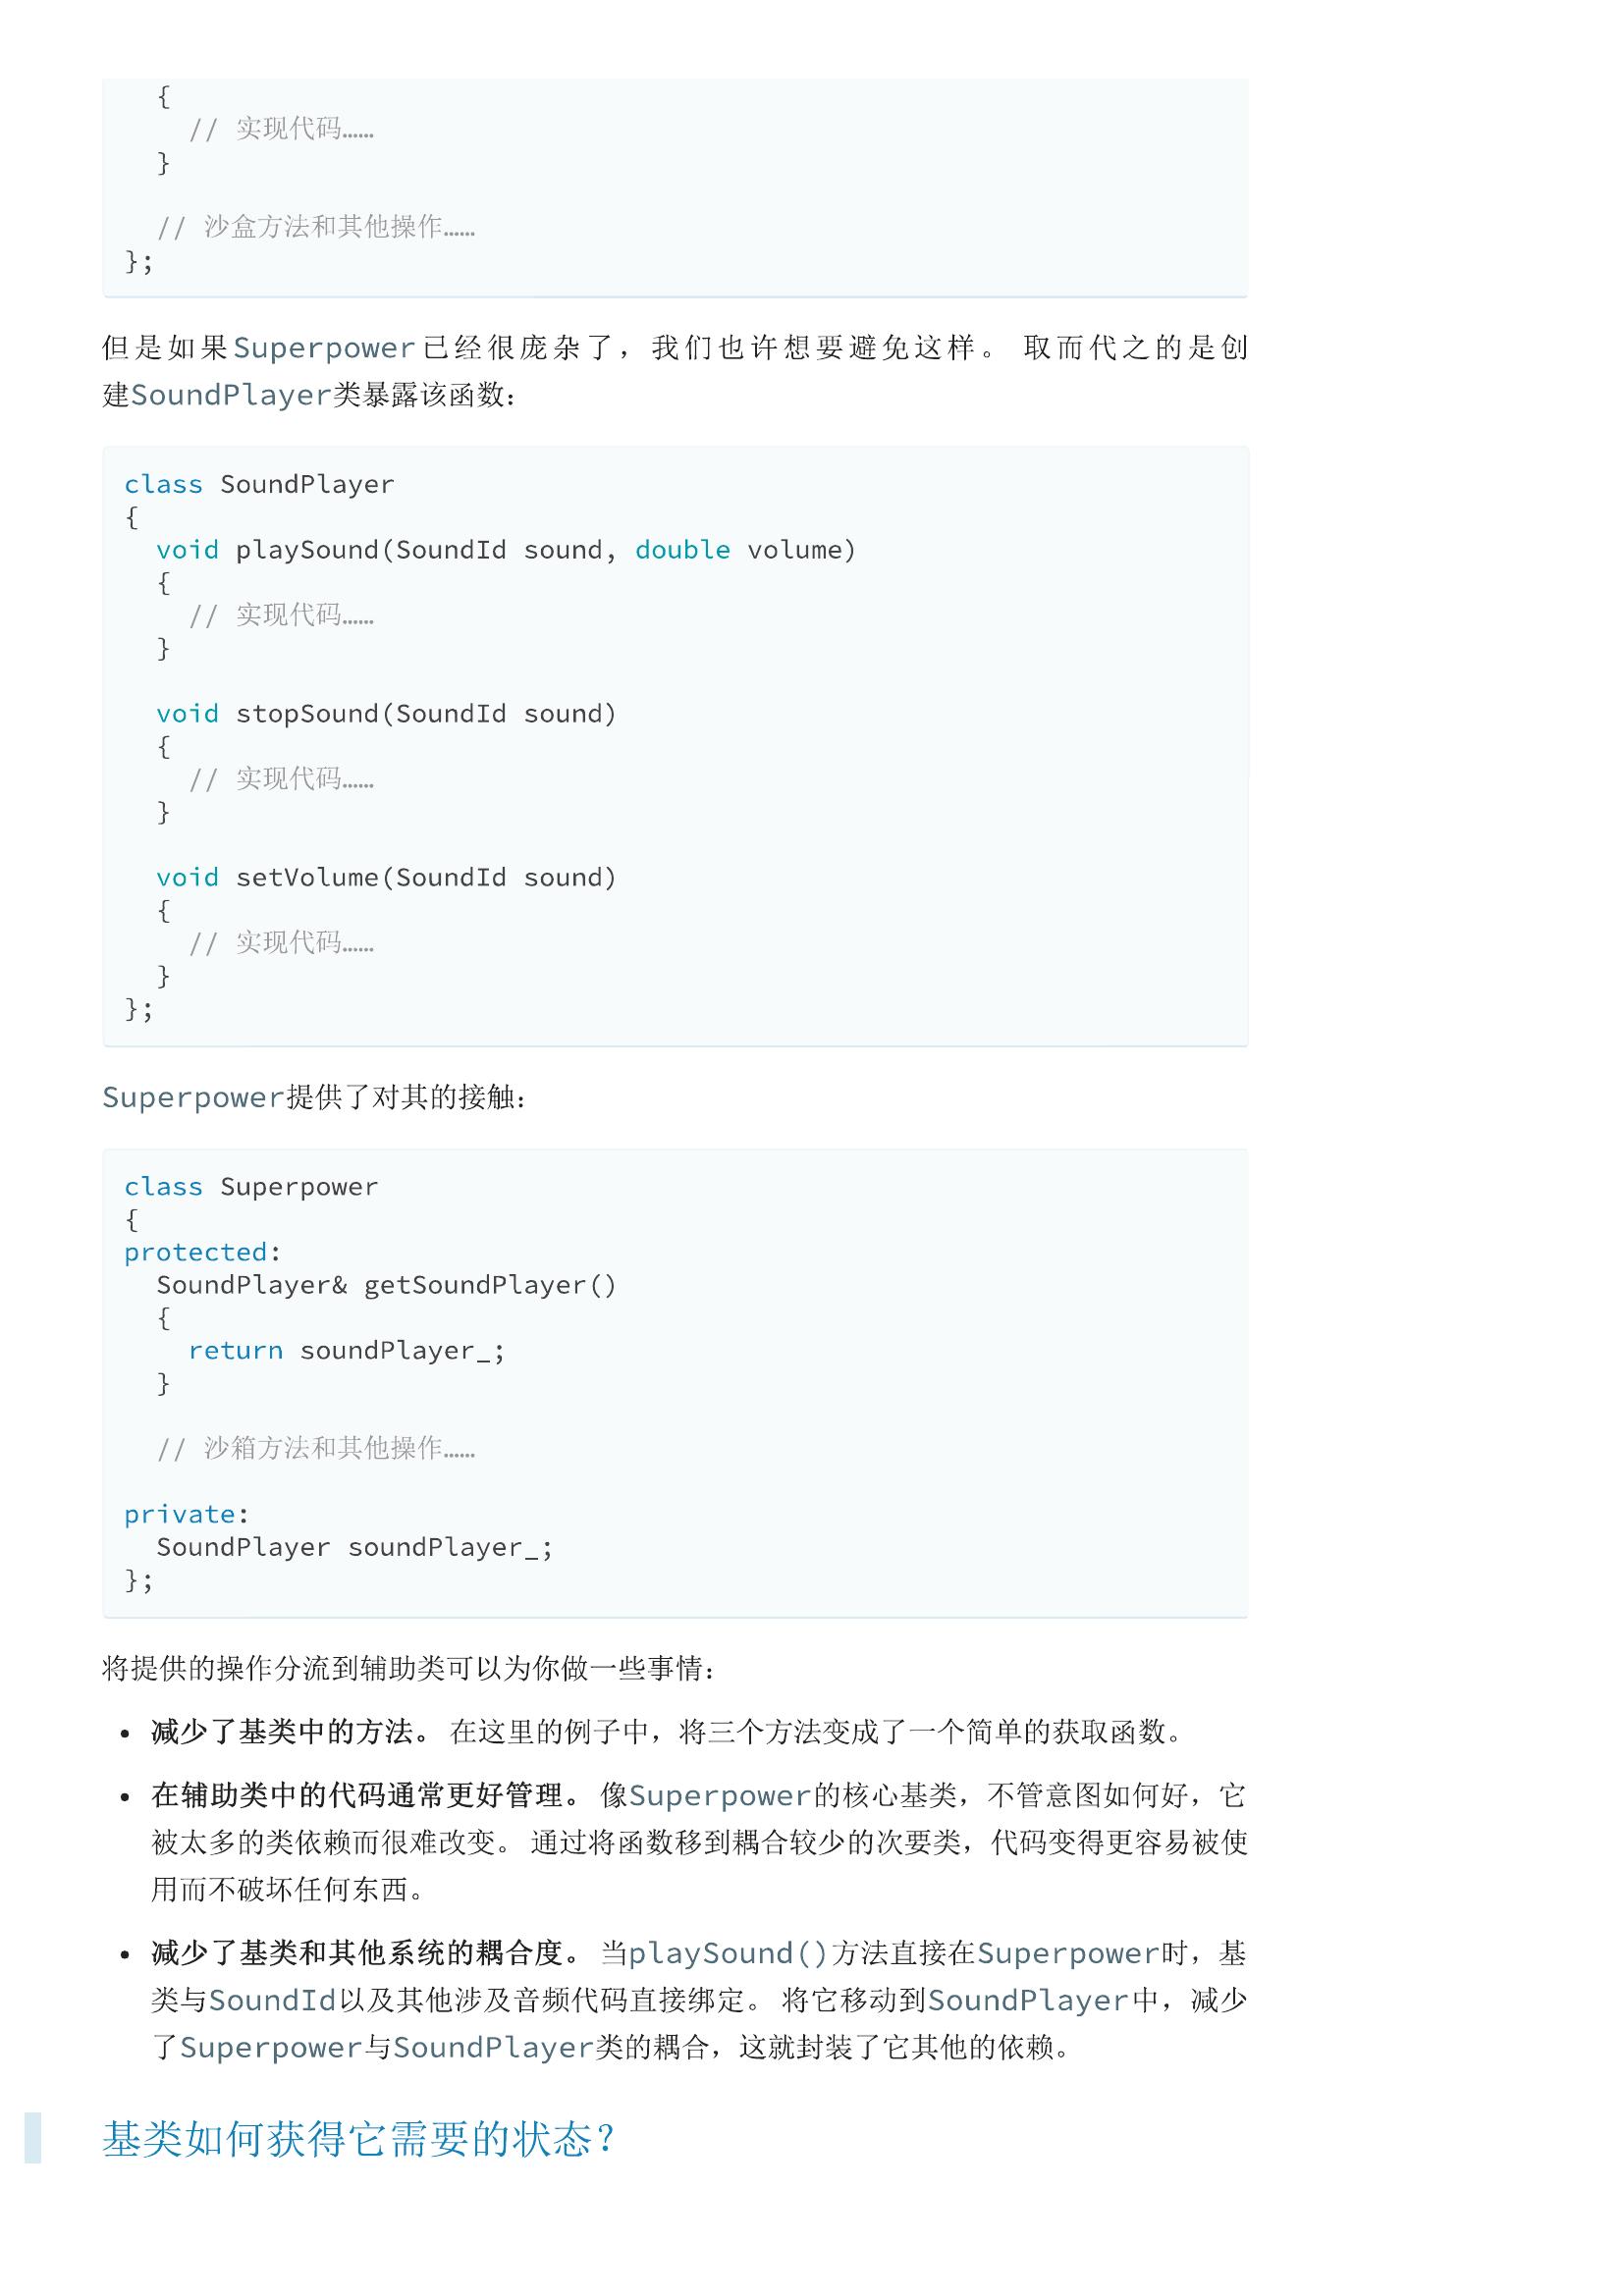 {
// 实现代码……
}
// 沙盒方法和其他操作……
};
但是如果Superpower已经很庞杂了，我们也许想要避免这样。 取而代之的是创
建SoundPlayer类暴露该函数：
class SoundPlayer
{
void playSound(SoundId sound, double volume)
{
// 实现代码……
}
void stopSound(SoundId sound)
{
// 实现代码……
}
void setVolume(SoundId sound)
{
// 实现代码……
}
};
Superpower提供了对其的接触：
class Superpower
{
protected:
SoundPlayer& getSoundPlayer()
{
return soundPlayer_;
}
// 沙箱方法和其他操作……
private:
SoundPlayer soundPlayer_;
};
将提供的操作分流到辅助类可以为你做一些事情：
• 减少了基类中的方法。 在这里的例子中，将三个方法变成了一个简单的获取函数。
• 在辅助类中的代码通常更好管理。 像Superpower的核心基类，不管意图如何好，它
被太多的类依赖而很难改变。 通过将函数移到耦合较少的次要类，代码变得更容易被使
用而不破坏任何东西。
• 减少了基类和其他系统的耦合度。 当playSound()方法直接在Superpower时，基
类与SoundId以及其他涉及音频代码直接绑定。 将它移动到SoundPlayer中，减少
了Superpower与SoundPlayer类的耦合，这就封装了它其他的依赖。
基类如何获得它需要的状态？